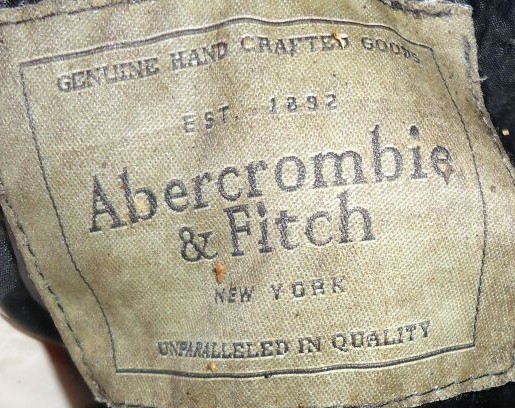 GENUINE HAND CRAFTED GOODS
EST. 1892
Abercrombie
& Fitch
NEW YORK
UNPARALLELED IN QUALITY